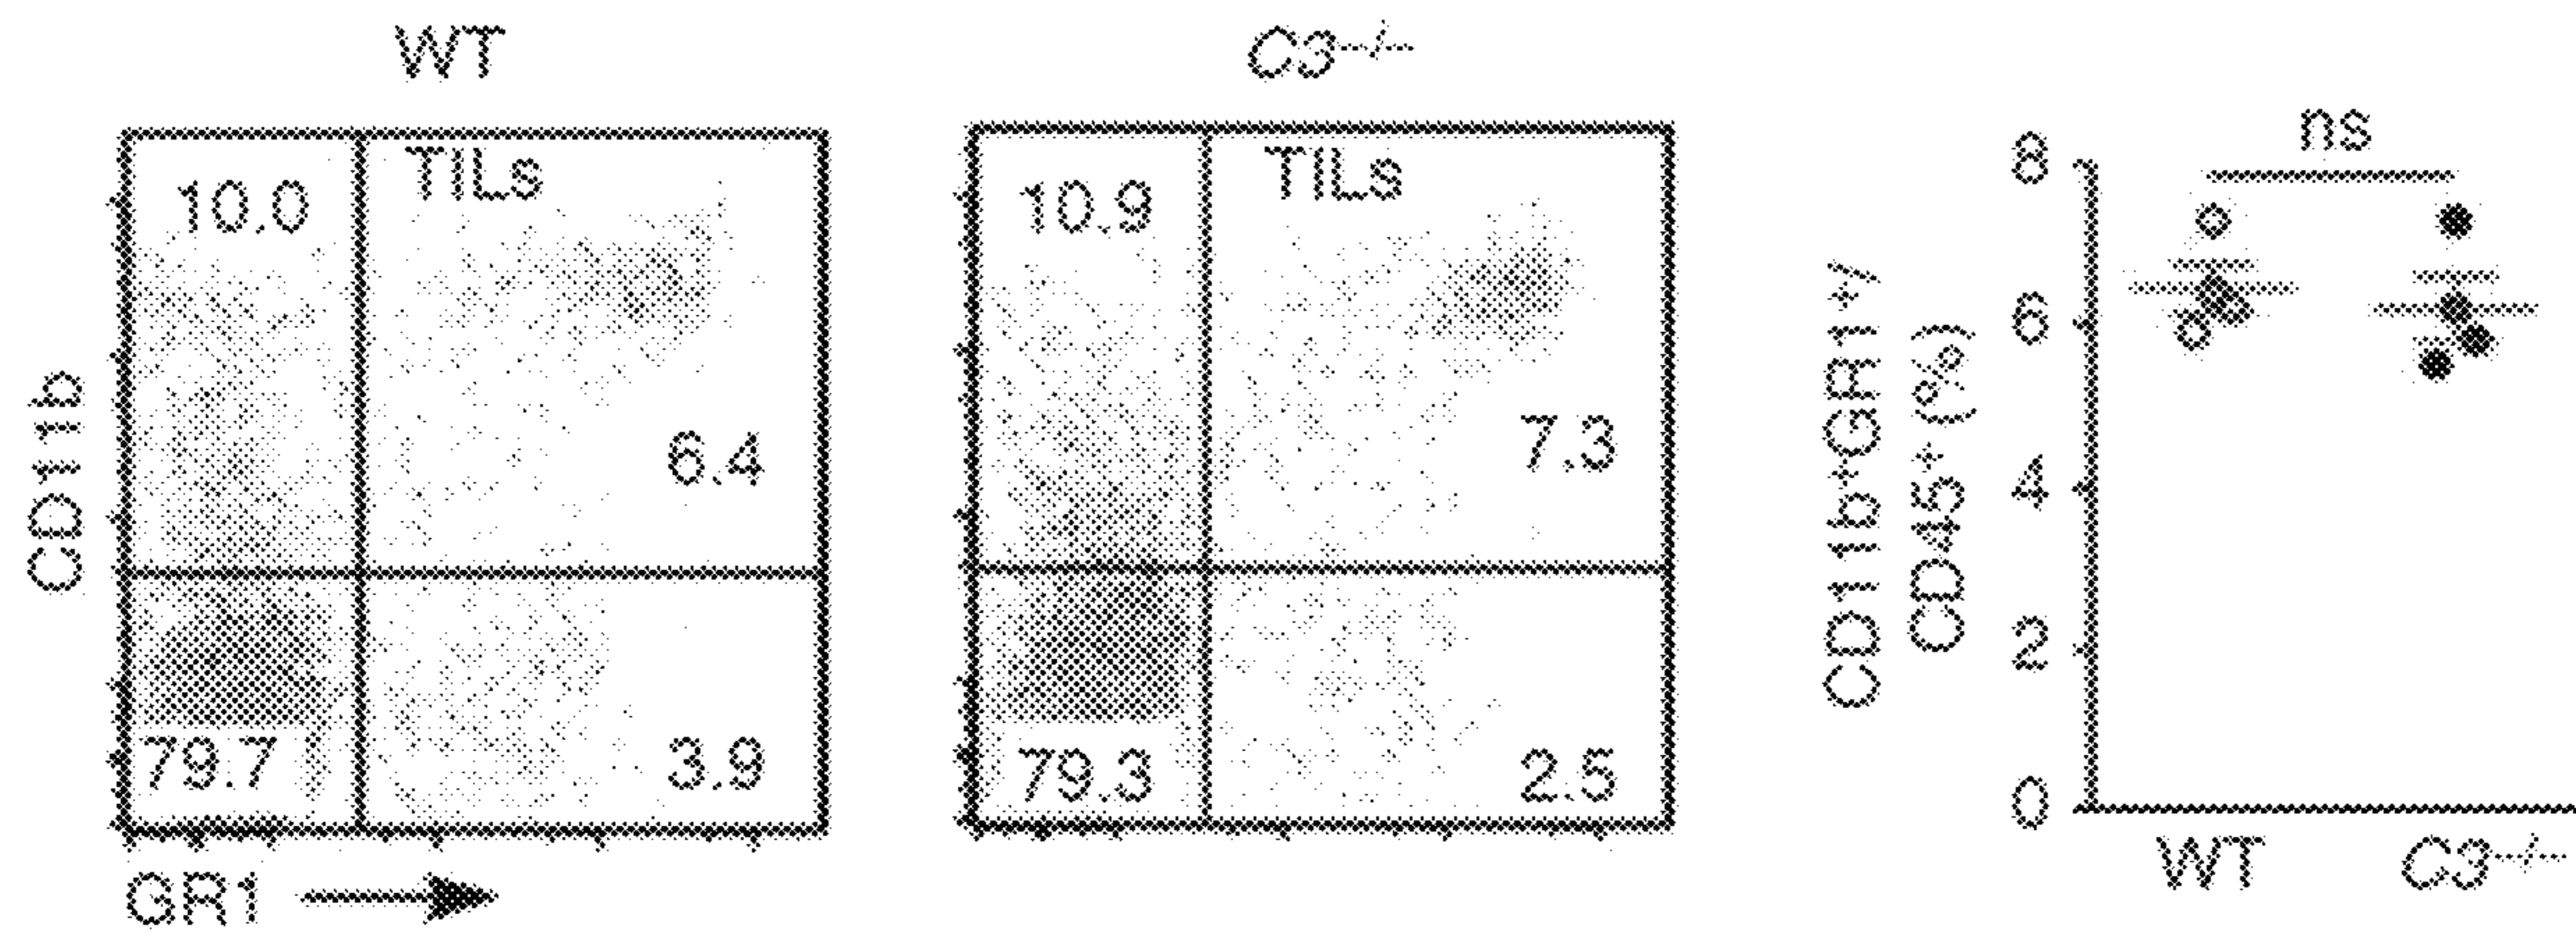 WT
C3−/−
10.0
TILs
6.4
79.7
3.9
CD11b
GR1
10.9
TILs
7.3
79.3
2.5
ns
8
6
4
2
0
CD11b+GR1+/
CD45+ (%)
WT
C3−/−